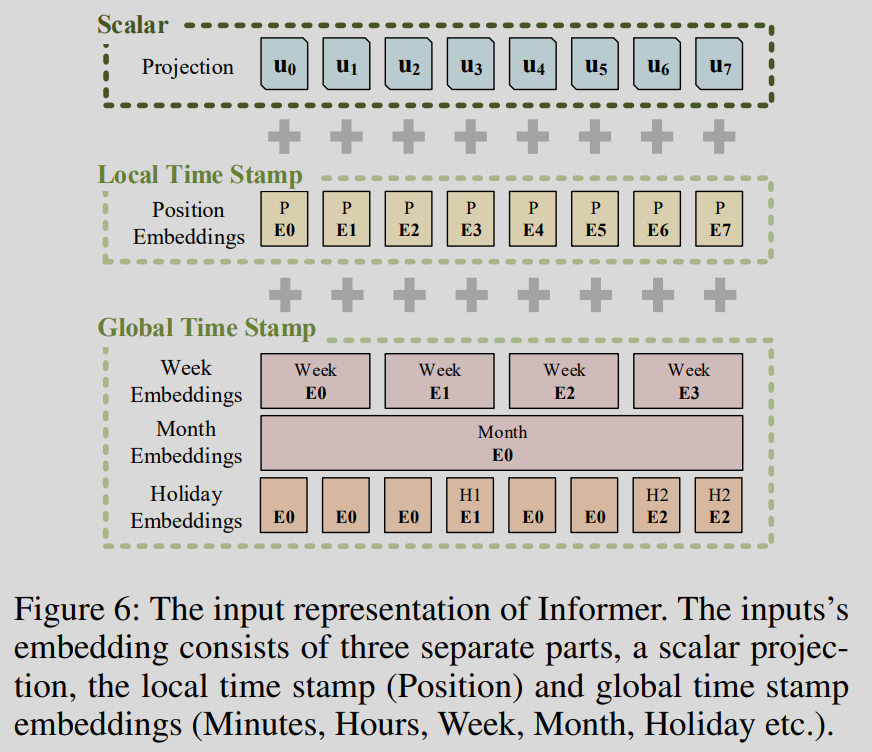 Scalar
Projection u0 u1 u2 u3 u4 u5 u6 u7
Local Time Stamp
Position Embeddings
P E0 P E1 P E2 P E3 P E4 P E5 P E6 P E7
Global Time Stamp
Week Embeddings
Week E0 Week E1 Week E2 Week E3
Month Embeddings
Month E0
Holiday Embeddings
E0 E0 E0 H1 E1 E0 E0 H2 E2 H2 E2
Figure 6: The input representation of Informer. The inputs's
embedding consists of three separate parts, a scalar projec-
tion, the local time stamp (Position) and global time stamp
embeddings (Minutes, Hours, Week, Month, Holiday etc.).